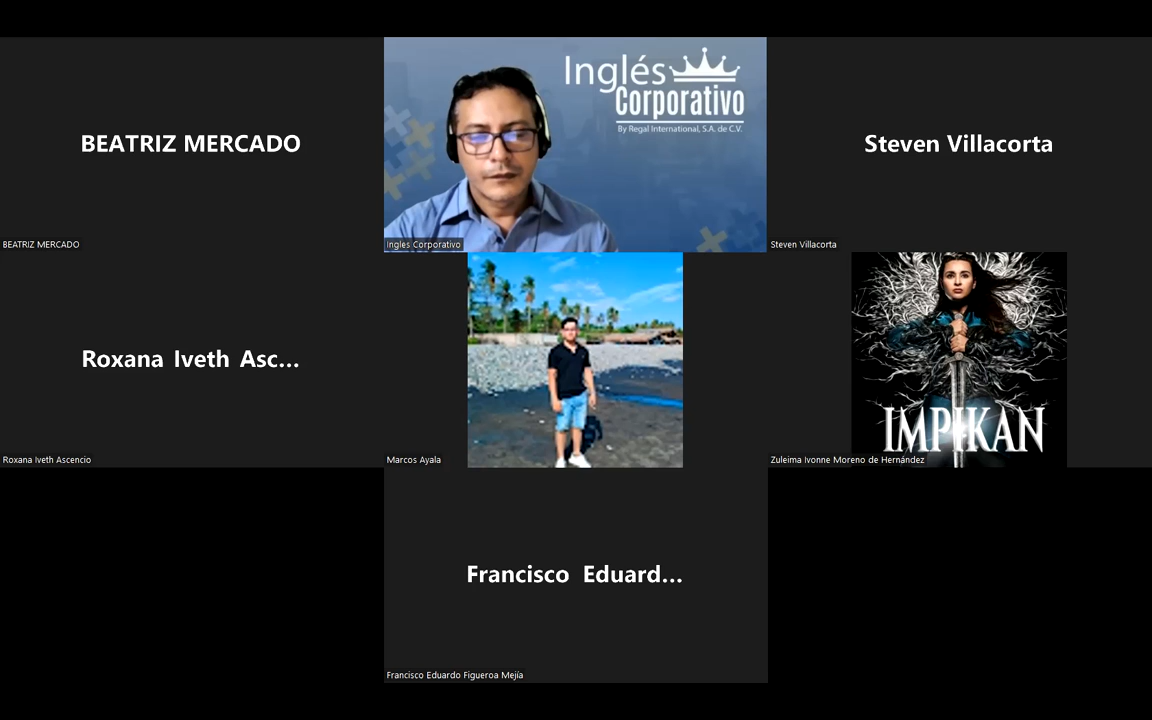 BEATRIZ MERCADO
BEATRIZ MERCADO
Inglés
Corporativo
By Regal International, S.A. de C.V.
Ingles Corporativo
Steven Villacorta
Steven Villacorta
Roxana Iveth Asc...
Roxana Iveth Ascencio
Marcos Ayala
IMPIKAN
Zuleima Ivonne Moreno de Hernández
Francisco Eduard...
Francisco Eduardo Figueroa Mejía